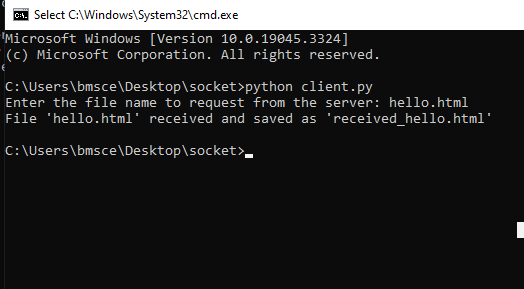 Select C:\Windows\System32\cmd.exe
Microsoft Windows [Version 10.0.19045.3324]
(c) Microsoft Corporation. All rights reserved.
C:\Users\bmsce\Desktop\socket>python client.py
Enter the file name to request from the server: hello.html
File 'hello.html' received and saved as 'received_hello.html'
C:\Users\bmsce\Desktop\socket>